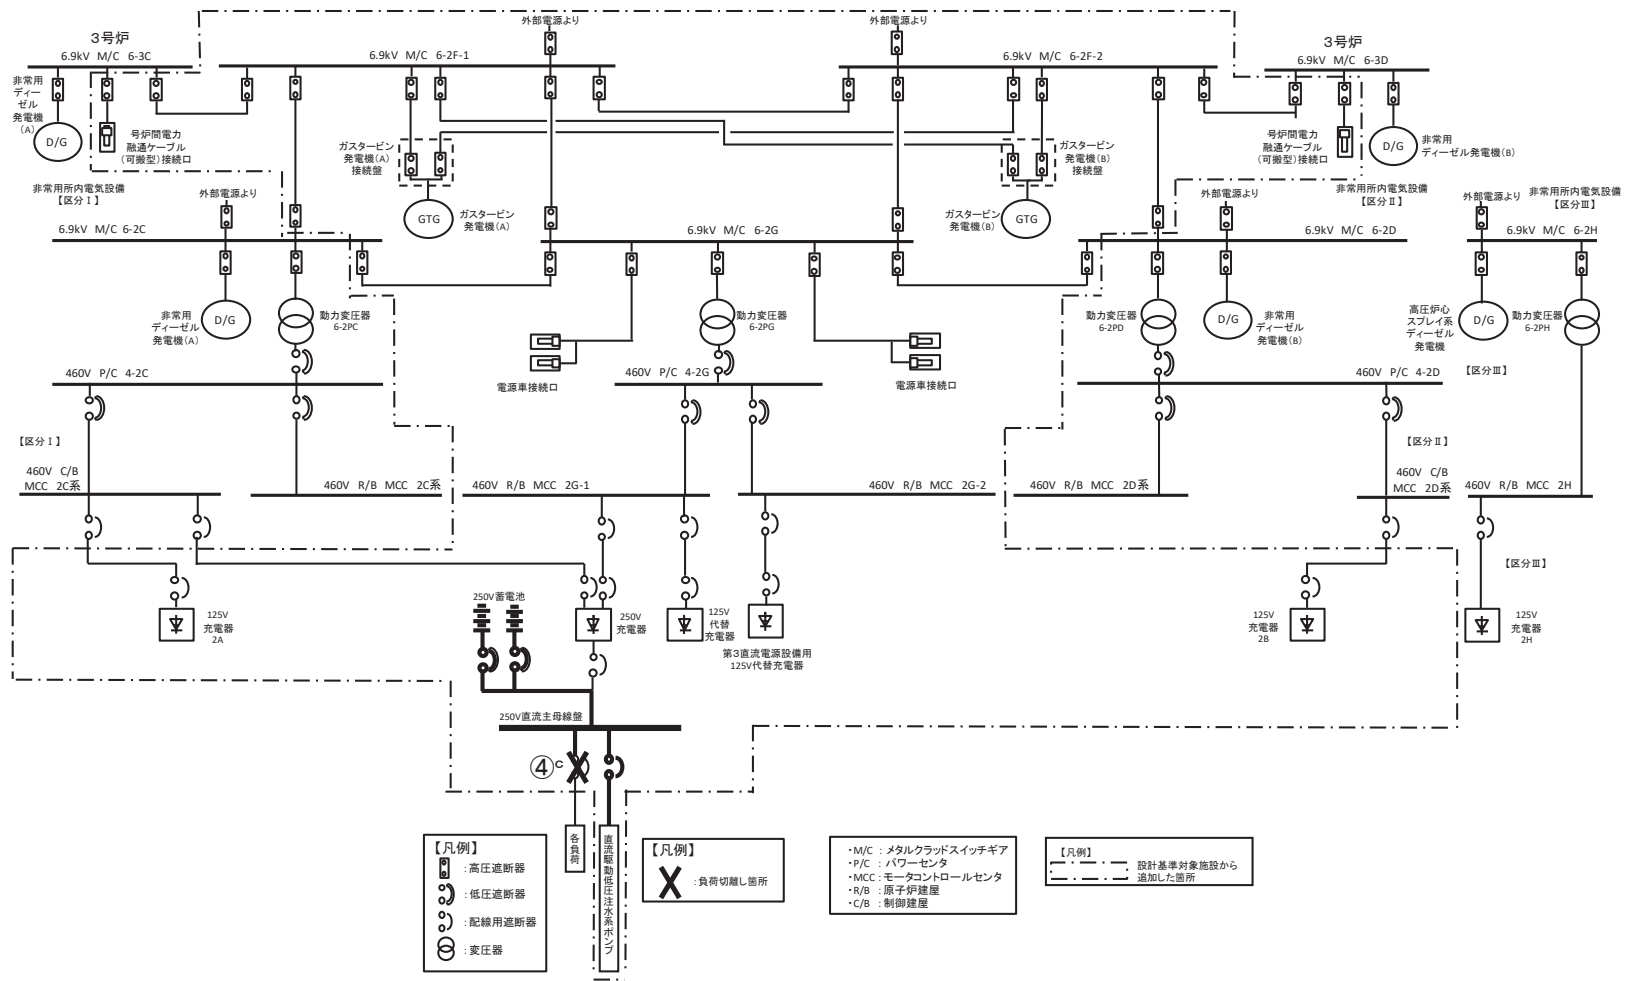 外部電源より
外部電源より
3号炉
6.9kV M/C 6-3C
6.9kV M/C 6-2F-1
6.9kV M/C 6-2F-2
3号炉
6.9kV M/C 6-3D
非常用
ディー
ゼル
発電機
(A)
D/G
号炉間電力
融通ケーブル
(可搬型)接続口
ガスタービン
発電機(A)
接続盤
ガスタービン
発電機(B)
接続盤
号炉間電力
融通ケーブル
(可搬型)接続口
D/G
非常用
ディーゼル発電機(B)
非常用所内電気設備
【区分Ⅰ】
外部電源より
GTG
ガスタービン
発電機(A)
ガスタービン
発電機(B)
GTG
外部電源より
非常用所内電気設備
【区分Ⅱ】
外部電源より
非常用所内電気設備
【区分Ⅲ】
6.9kV M/C 6-2C
6.9kV M/C 6-2G
6.9kV M/C 6-2D
6.9kV M/C 6-2H
非常用
ディーゼル
発電機(A)
D/G
動力変圧器
6-2PC
動力変圧器
6-2PG
動力変圧器
6-2PD
D/G
非常用
ディーゼル
発電機(B)
高圧炉心
スプレイ系
ディーゼル
発電機
D/G
動力変圧器
6-2PH
電源車接続口
電源車接続口
460V P/C 4-2C
460V P/C 4-2G
460V P/C 4-2D
【区分Ⅲ】
【区分Ⅰ】
【区分Ⅱ】
460V C/B
MCC 2C系
460V R/B MCC 2C系
460V R/B MCC 2G-1
460V R/B MCC 2G-2
460V R/B MCC 2D系
460V C/B
MCC 2D系
460V R/B MCC 2H
【区分Ⅲ】
125V
充電器
2A
250V蓄電池
250V
充電器
125V
代替
充電器
第3直流電源設備用
125V代替充電器
125V
充電器
2B
125V
充電器
2H
250V直流主母線盤
④c
各負荷
直流駆動低圧注水系ポンプ
【凡例】
:高圧遮断器
:低圧遮断器
:配線用遮断器
:変圧器
【凡例】
:負荷切離し箇所
・M/C : メタルクラッドスイッチギア
・P/C : パワーセンタ
・MCC : モータコントロールセンタ
・R/B : 原子炉建屋
・C/B : 制御建屋
【凡例】
設計基準対象施設から
追加した箇所